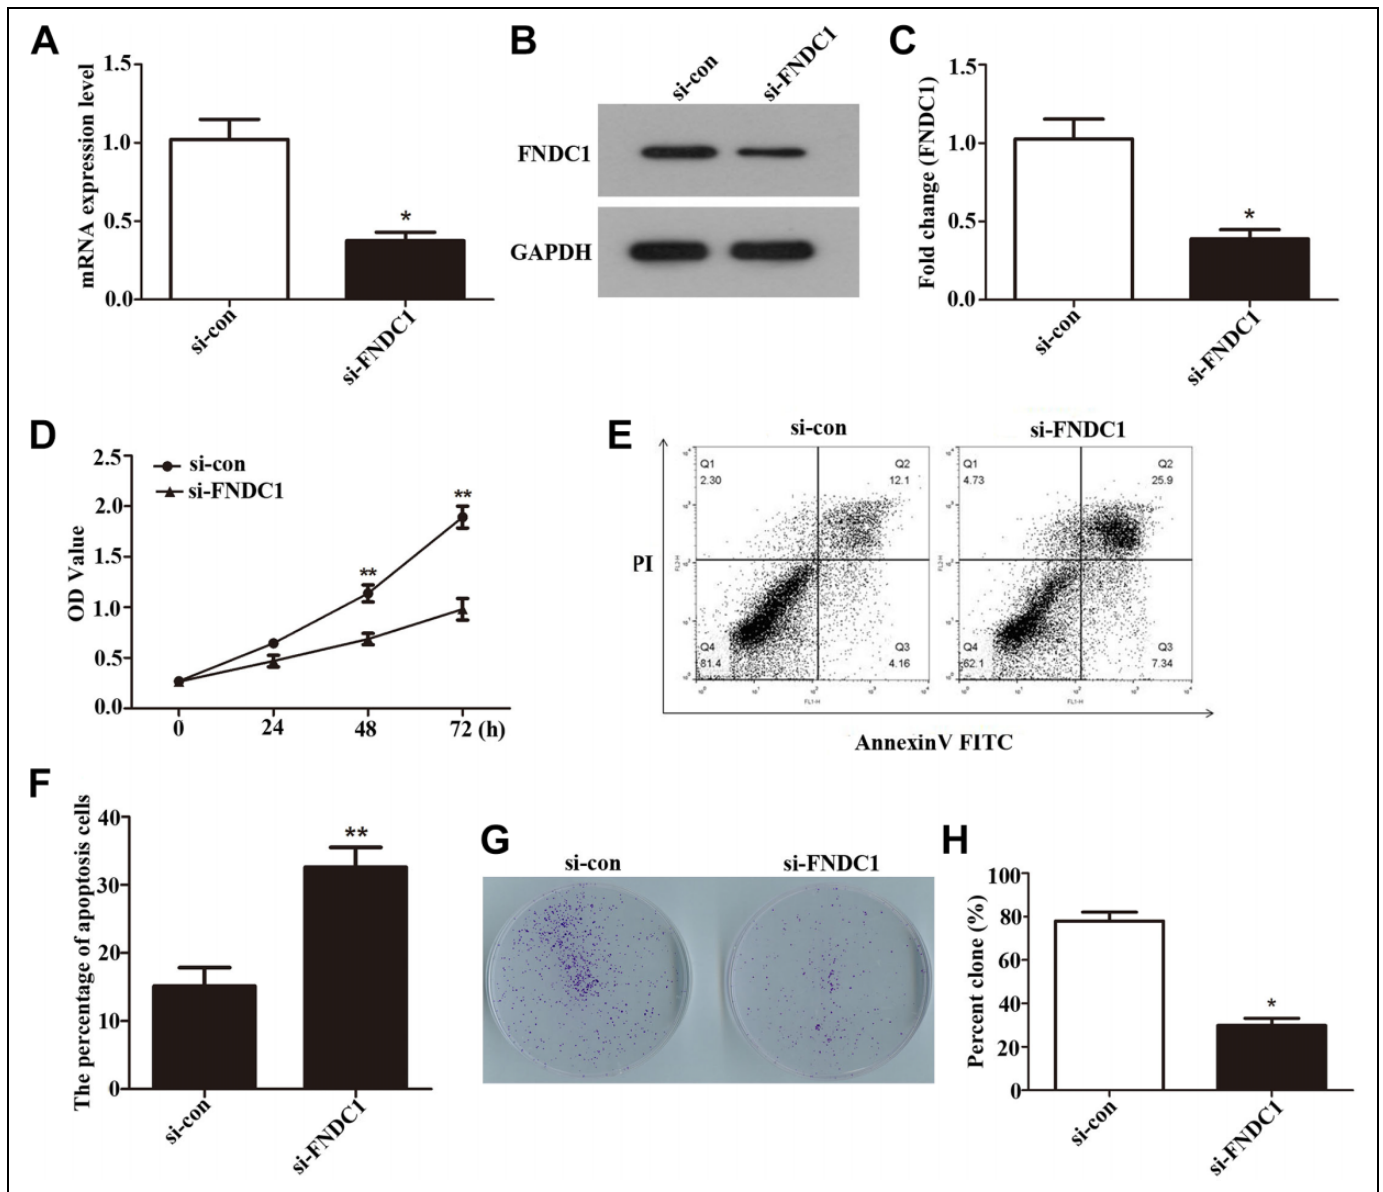 A
mRNA expression level
1.5
1.0
0.5
0.0
si-con
si-FNDC1
*
B
si-con
si-FNDC1
FNDC1
GAPDH
C
Fold change (FNDC1)
1.5
1.0
0.5
0.0
si-con
si-FNDC1
*
D
OD Value
2.5
2.0
1.5
1.0
0.5
0.0
si-con
si-FNDC1
**
**
0 24 48 72 (h)
E
si-con
si-FNDC1
PI
Q1
2.30
Q2
12.1
Q4
81.4
Q3
4.16
FL1-H
Q1
4.73
Q2
25.9
Q4
62.1
Q3
7.34
FL1-H
AnnexinV FITC
F
The percentage of apoptosis cells
40
30
20
10
0
si-con
si-FNDC1
**
G
si-con
si-FNDC1
H
Percent clone (%)
100
80
60
40
20
0
si-con
si-FNDC1
*